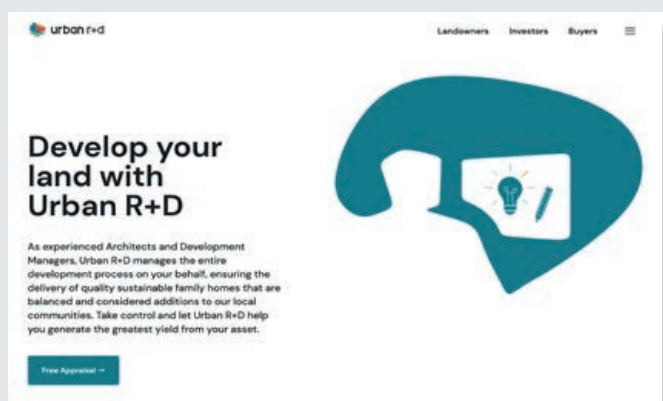 urban r+d
Landowners Investors Buyers
Develop your
land with
Urban R+D
As experienced Architects and Development
Managers, Urban R+D manages the entire
development process on your behalf, ensuring the
delivery of quality sustainable family homes that are
balanced and considered additions to our local
communities. Take control and let Urban R+D help
you generate the greatest yield from your asset.
Free Appraisal →